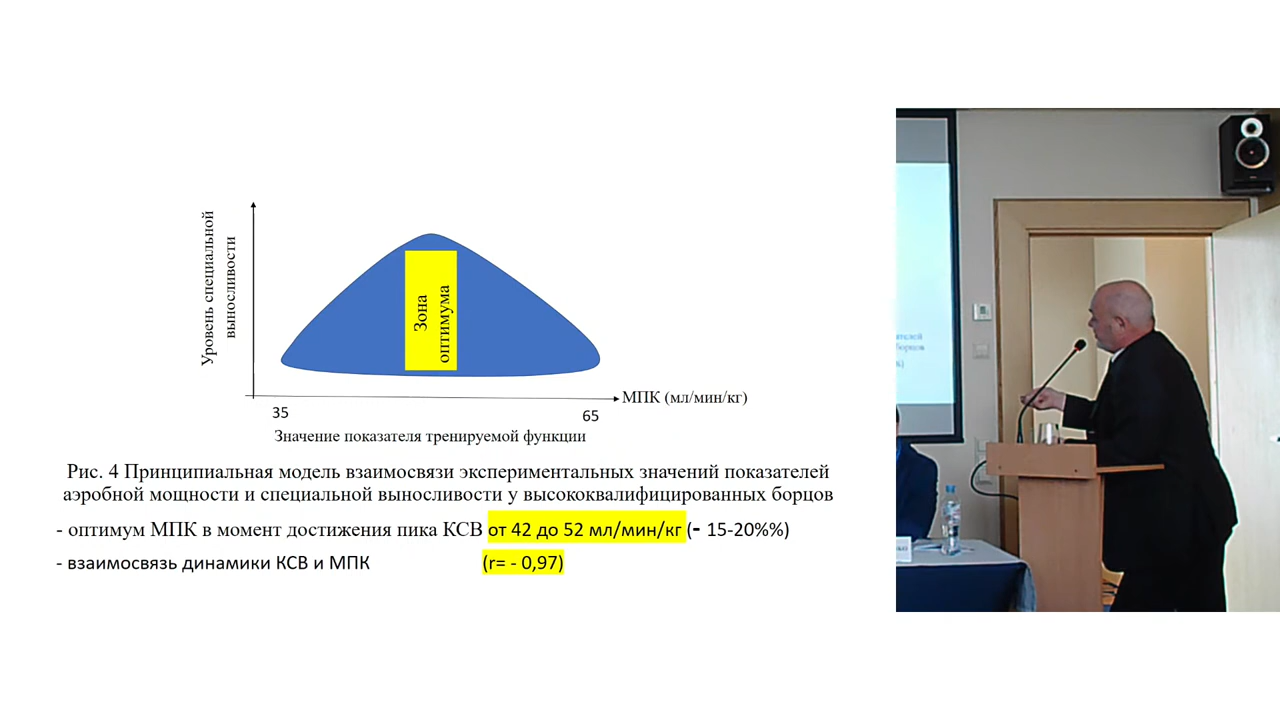 Уровень специальной
выносливости
Зона
оптимума
МПК (мл/мин/кг)
35
65
Значение показателя тренируемой функции
Рис. 4 Принципиальная модель взаимосвязи экспериментальных значений показателей
аэробной мощности и специальной выносливости у высококвалифицированных борцов
- оптимум МПК в момент достижения пика КСВ от 42 до 52 мл/мин/кг (- 15-20%%)
- взаимосвязь динамики КСВ и МПК (r= - 0,97)
борцов